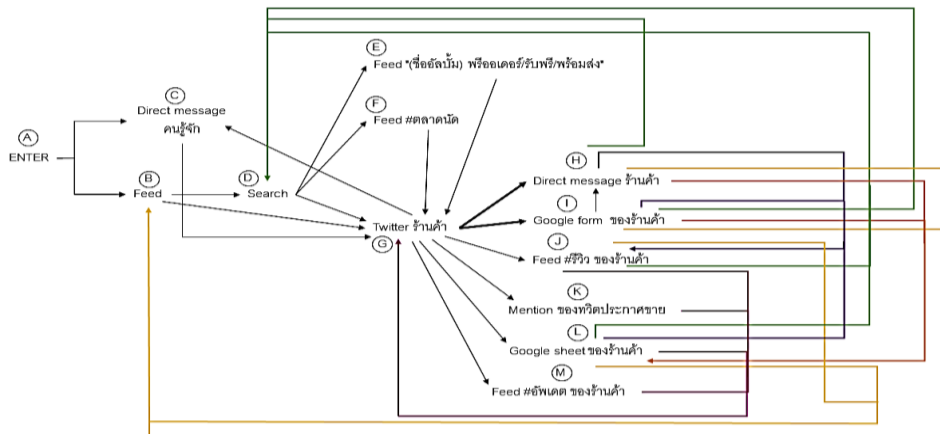 E
Feed "(ชื่ออัลบั้ม) พรีออเดอร์/รับพรี/พร้อมส่ง"
C
Direct message
คนรู้จัก
F
Feed #ตลาดนัด
A
ENTER
B
Feed
D
Search
H
Direct message ร้านค้า
I
Google form ของร้านค้า
Twitter ร้านค้า
G
J
Feed #รีวิว ของร้านค้า
K
Mention ของทวิตประกาศขาย
L
Google sheet ของร้านค้า
M
Feed #อัพเดต ของร้านค้า